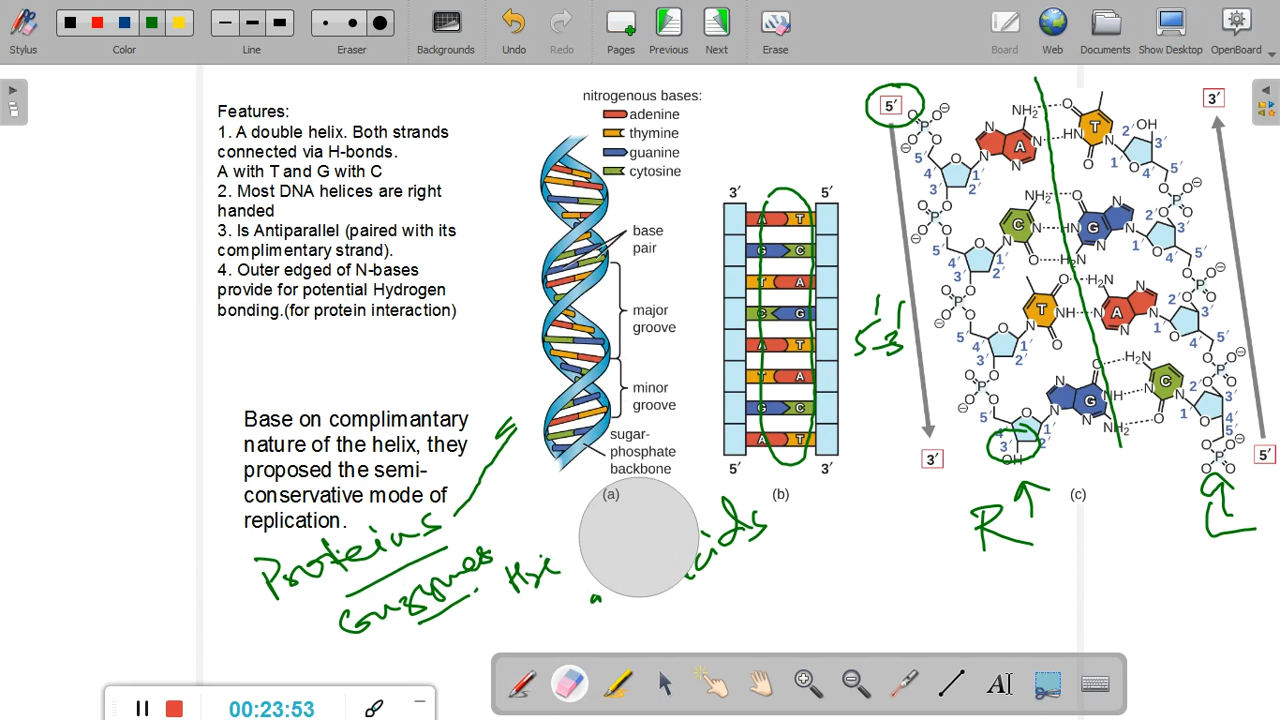 Stylus
Color
Line
Eraser
Backgrounds
Undo
Redo
Pages
Previous
Next
Erase
Board
Web
Documents
Show Desktop
OpenBoard
Features:
1. A double helix. Both strands
connected via H-bonds.
A with T and G with C
2. Most DNA helices are right
handed
3. Is Antiparallel (paired with its
complimentary strand).
4. Outer edged of N-bases
provide for potential Hydrogen
bonding.(for protein interaction)
Base on complimantary
nature of the helix, they
proposed the semi-
conservative mode of
replication.
Proteins
enzymes
nitrogenous bases:
adenine
thymine
guanine
cytosine
base
pair
major
groove
minor
groove
sugar-
phosphate
backbone
(a)
3′ 5′
A T
G C
T A
C G
A T
T A
G C
A T
5′ 3′
(b)
5′-3′
5′ 3′
A T
C G
T A
G C
3′ 5′
(c)
R L
00:23:53